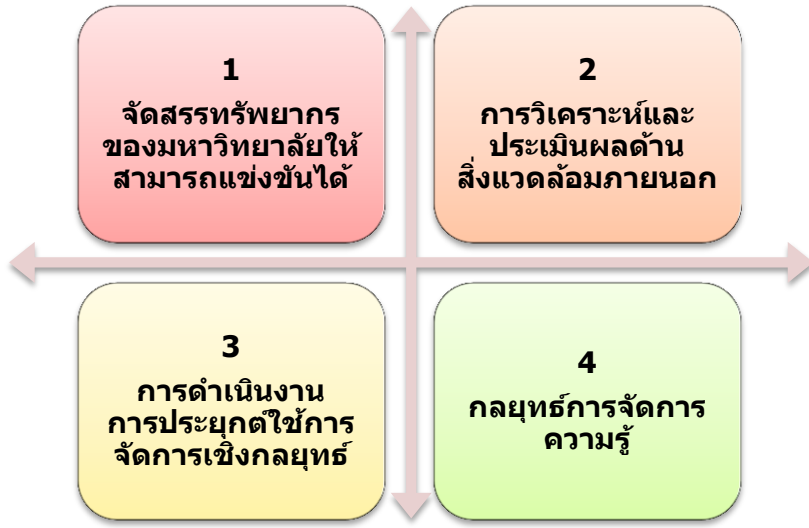 1
จัดสรรทรัพยากร
ของมหาวิทยาลัยให้
สามารถแข่งขันได้
2
การวิเคราะห์และ
ประเมินผลด้าน
สิ่งแวดล้อมภายนอก
3
การดำเนินงาน
การประยุกต์ใช้การ
จัดการเชิงกลยุทธ์
4
กลยุทธ์การจัดการ
ความรู้